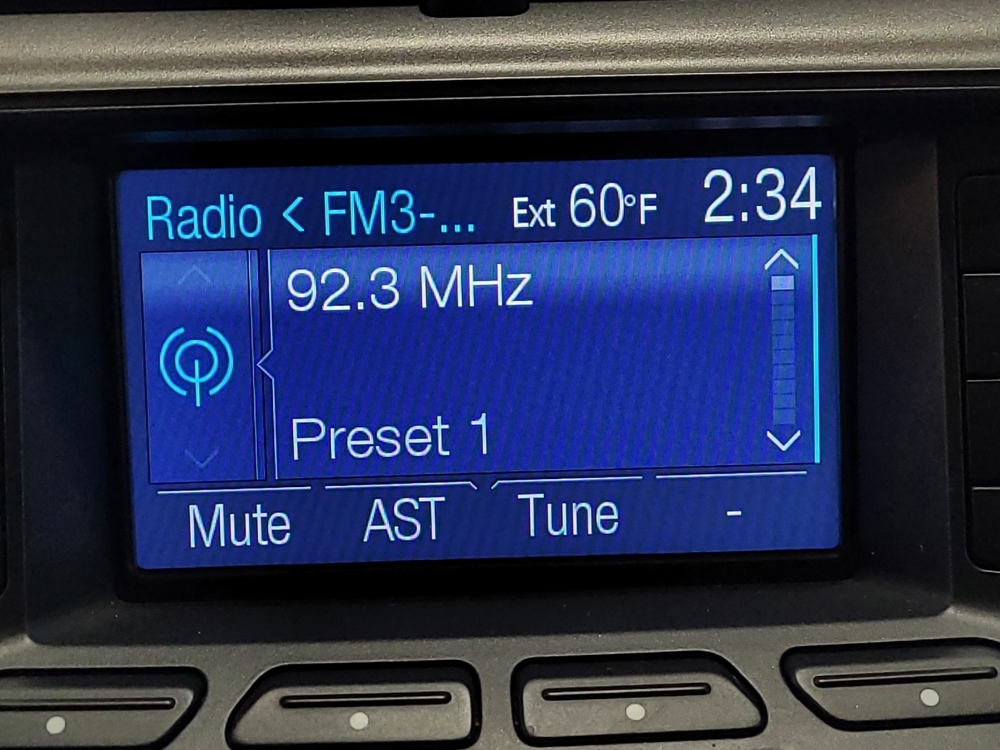 Radio < FM3-... Ext 60°F 2:34
92.3 MHz
Preset 1
Mute AST Tune -